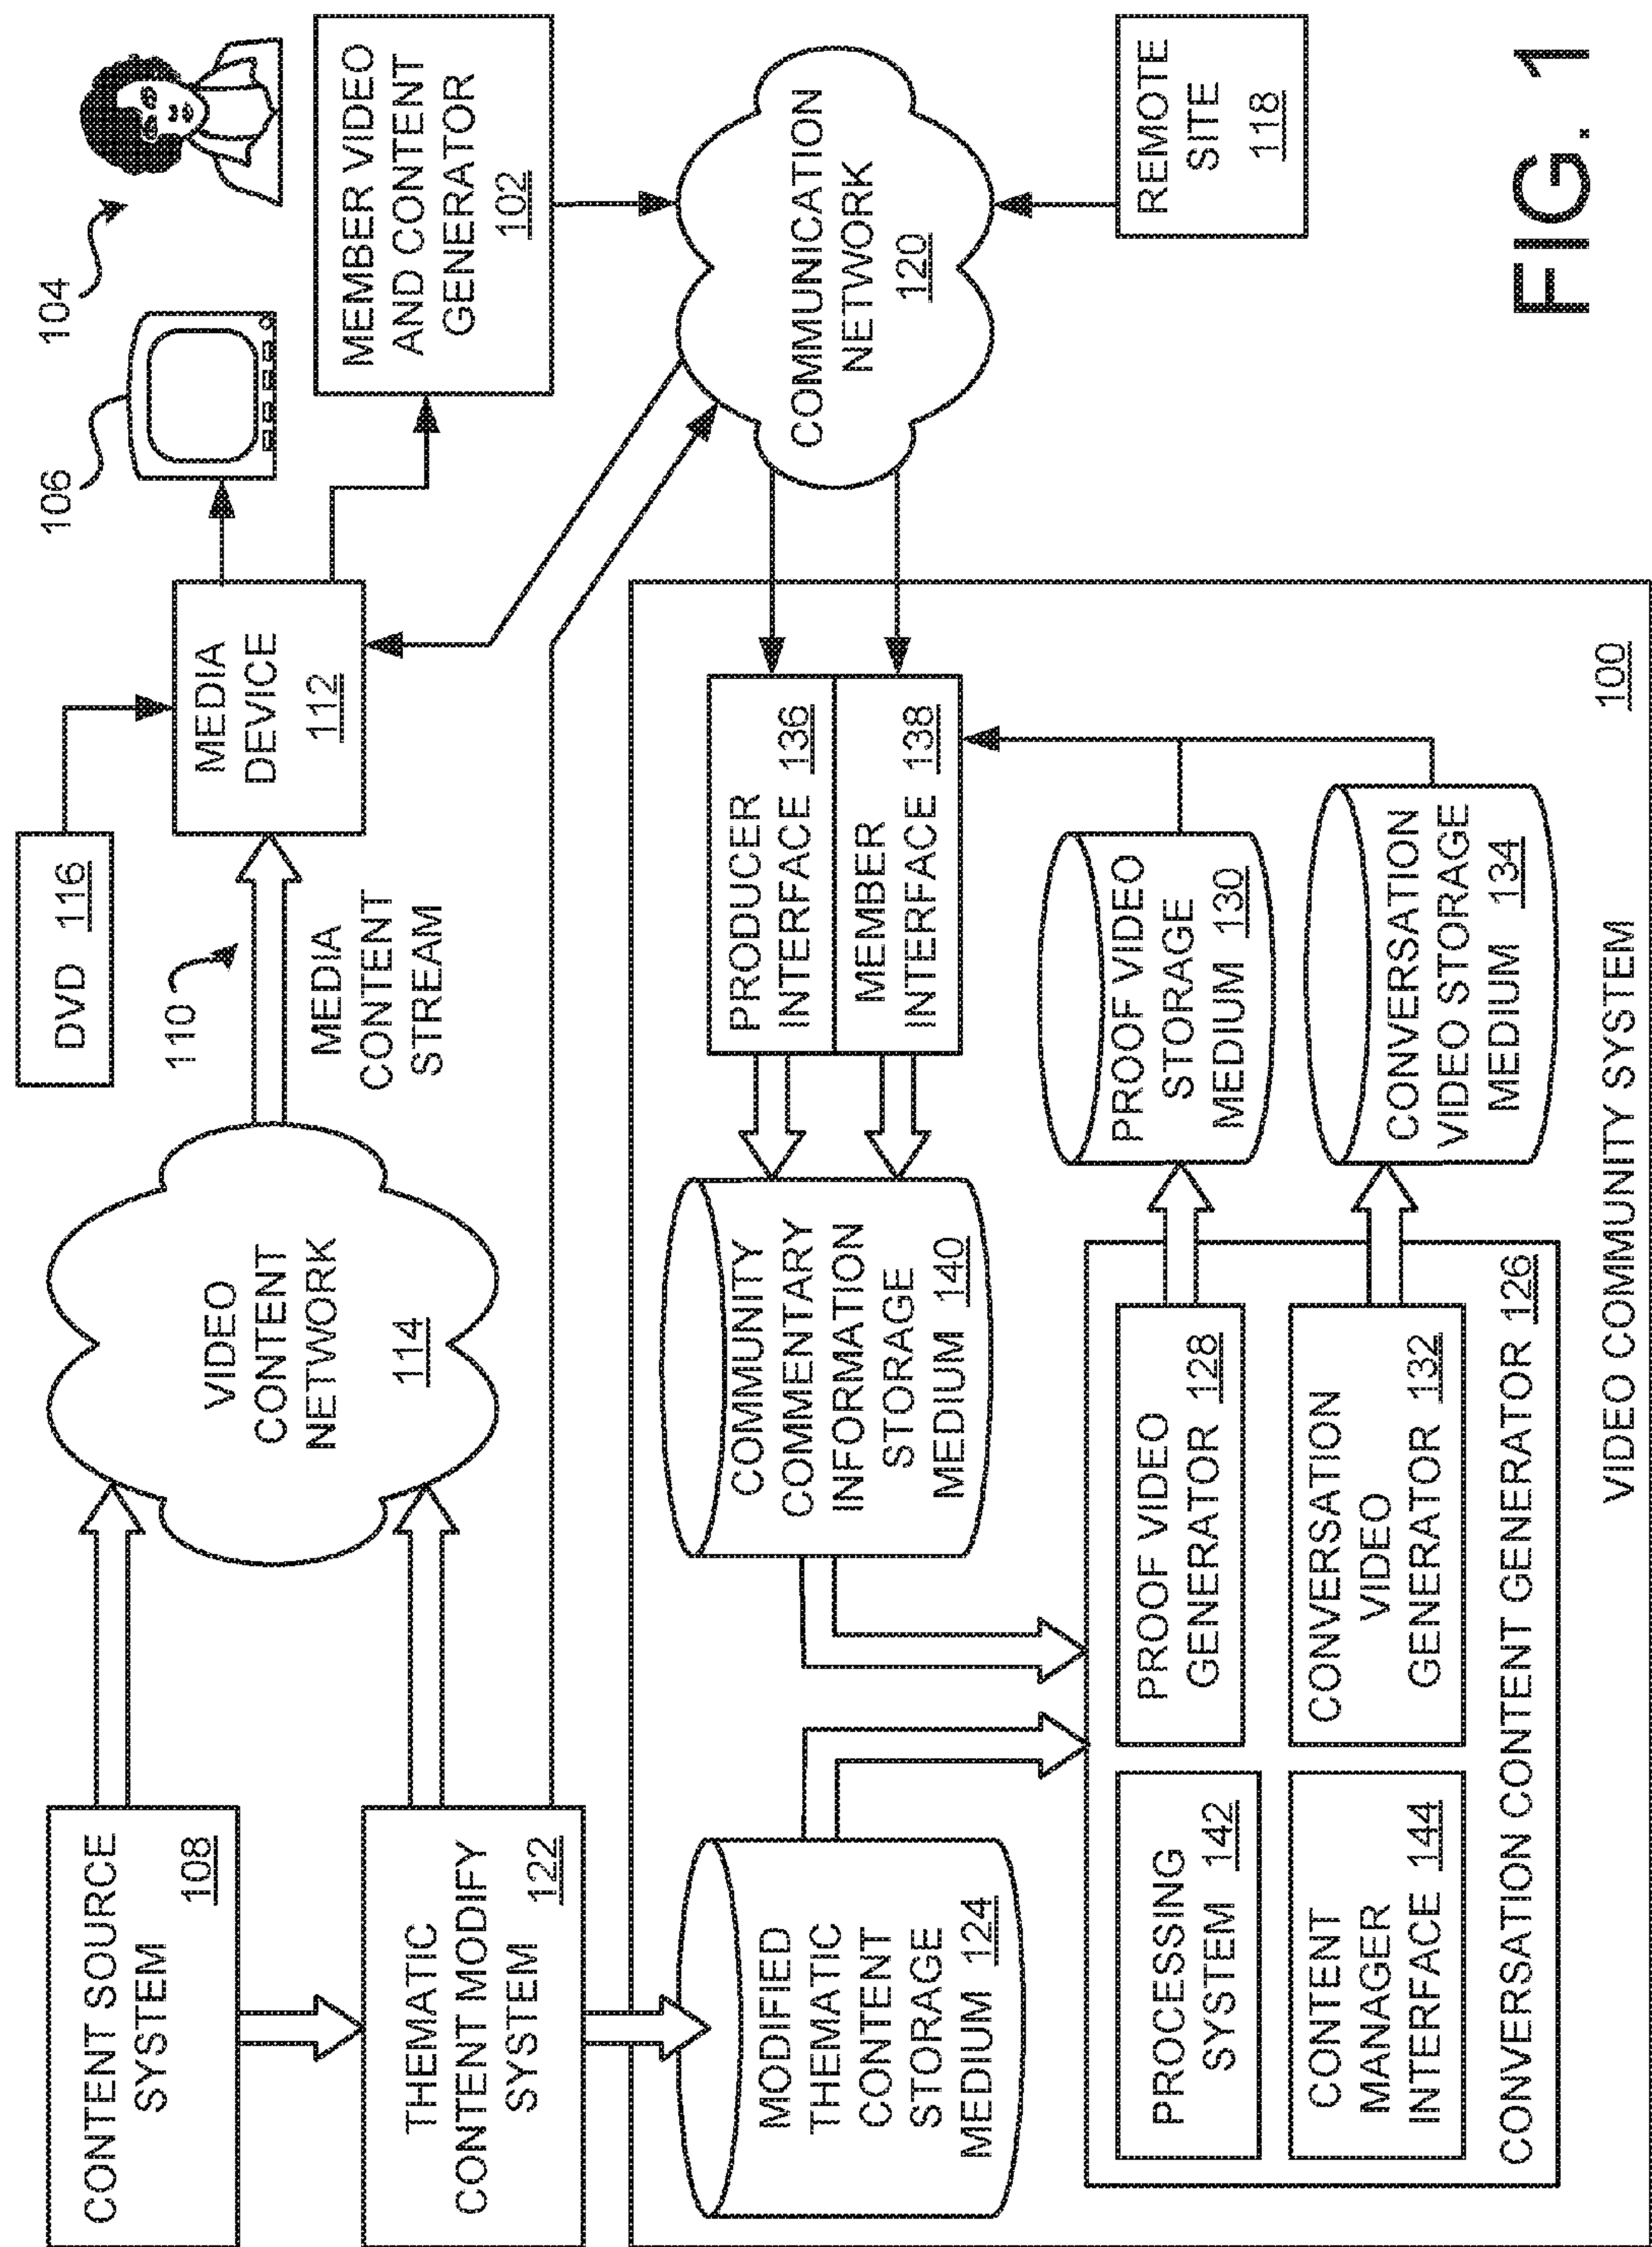 CONTENT SOURCE
SYSTEM
108
THEMATIC
CONTENT MODIFY
SYSTEM
122
VIDEO
CONTENT
NETWORK
114
110
MEDIA
CONTENT
STREAM
DVD 116
MEDIA
DEVICE
112
106
104
MEMBER VIDEO
AND CONTENT
GENERATOR
102
COMMUNICATION
NETWORK
120
REMOTE
SITE
118
MODIFIED
THEMATIC
CONTENT
STORAGE
MEDIUM 124
COMMUNITY
COMMENTARY
INFORMATION
STORAGE
MEDIUM 140
PRODUCER
INTERFACE 136
MEMBER
INTERFACE 138
PROCESSING
SYSTEM 142
CONTENT
MANAGER
INTERFACE 144
PROOF VIDEO
GENERATOR 128
CONVERSATION
VIDEO
GENERATOR 132
CONVERSATION CONTENT GENERATOR 126
PROOF VIDEO
STORAGE
MEDIUM 130
CONVERSATION
VIDEO STORAGE
MEDIUM 134
100
VIDEO COMMUNITY SYSTEM
FIG. 1